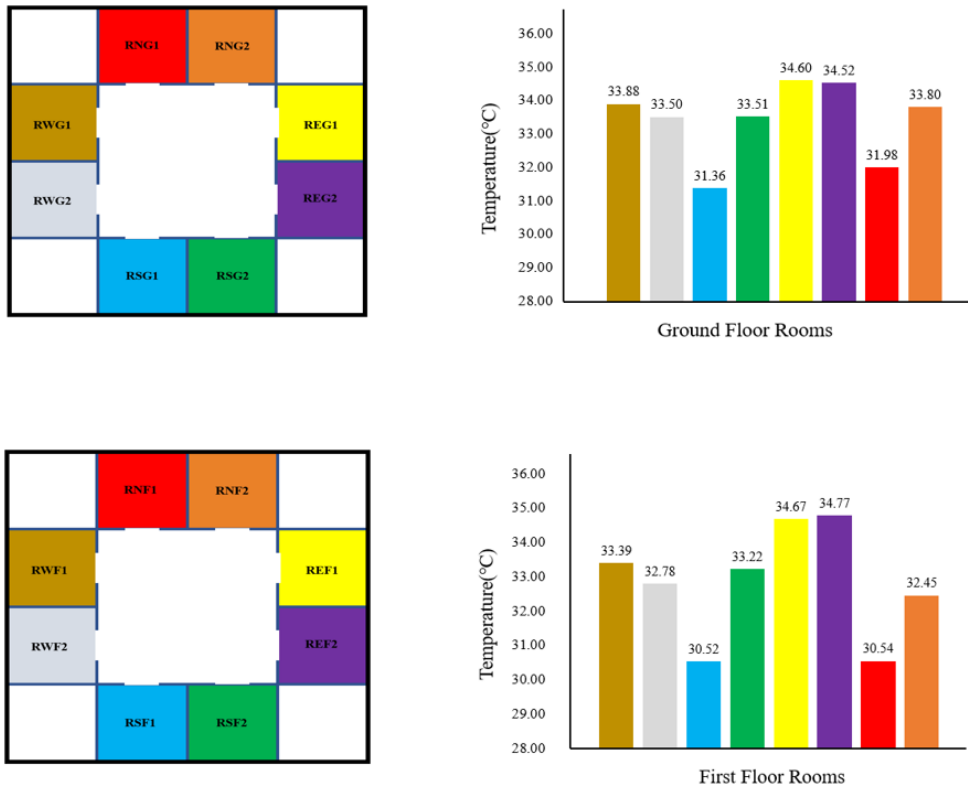 RNG1 RNG2
RWG1 REG1
RWG2 REG2
RSG1 RSG2
Temperature(°C)
36.00
35.00
34.00
33.00
32.00
31.00
30.00
29.00
28.00
33.88
33.50
31.36
33.51
34.60
34.52
31.98
33.80
Ground Floor Rooms
RNF1 RNF2
RWF1 REF1
RWF2 REF2
RSF1 RSF2
Temperature(°C)
36.00
35.00
34.00
33.00
32.00
31.00
30.00
29.00
28.00
33.39
32.78
30.52
33.22
34.67
34.77
30.54
32.45
First Floor Rooms